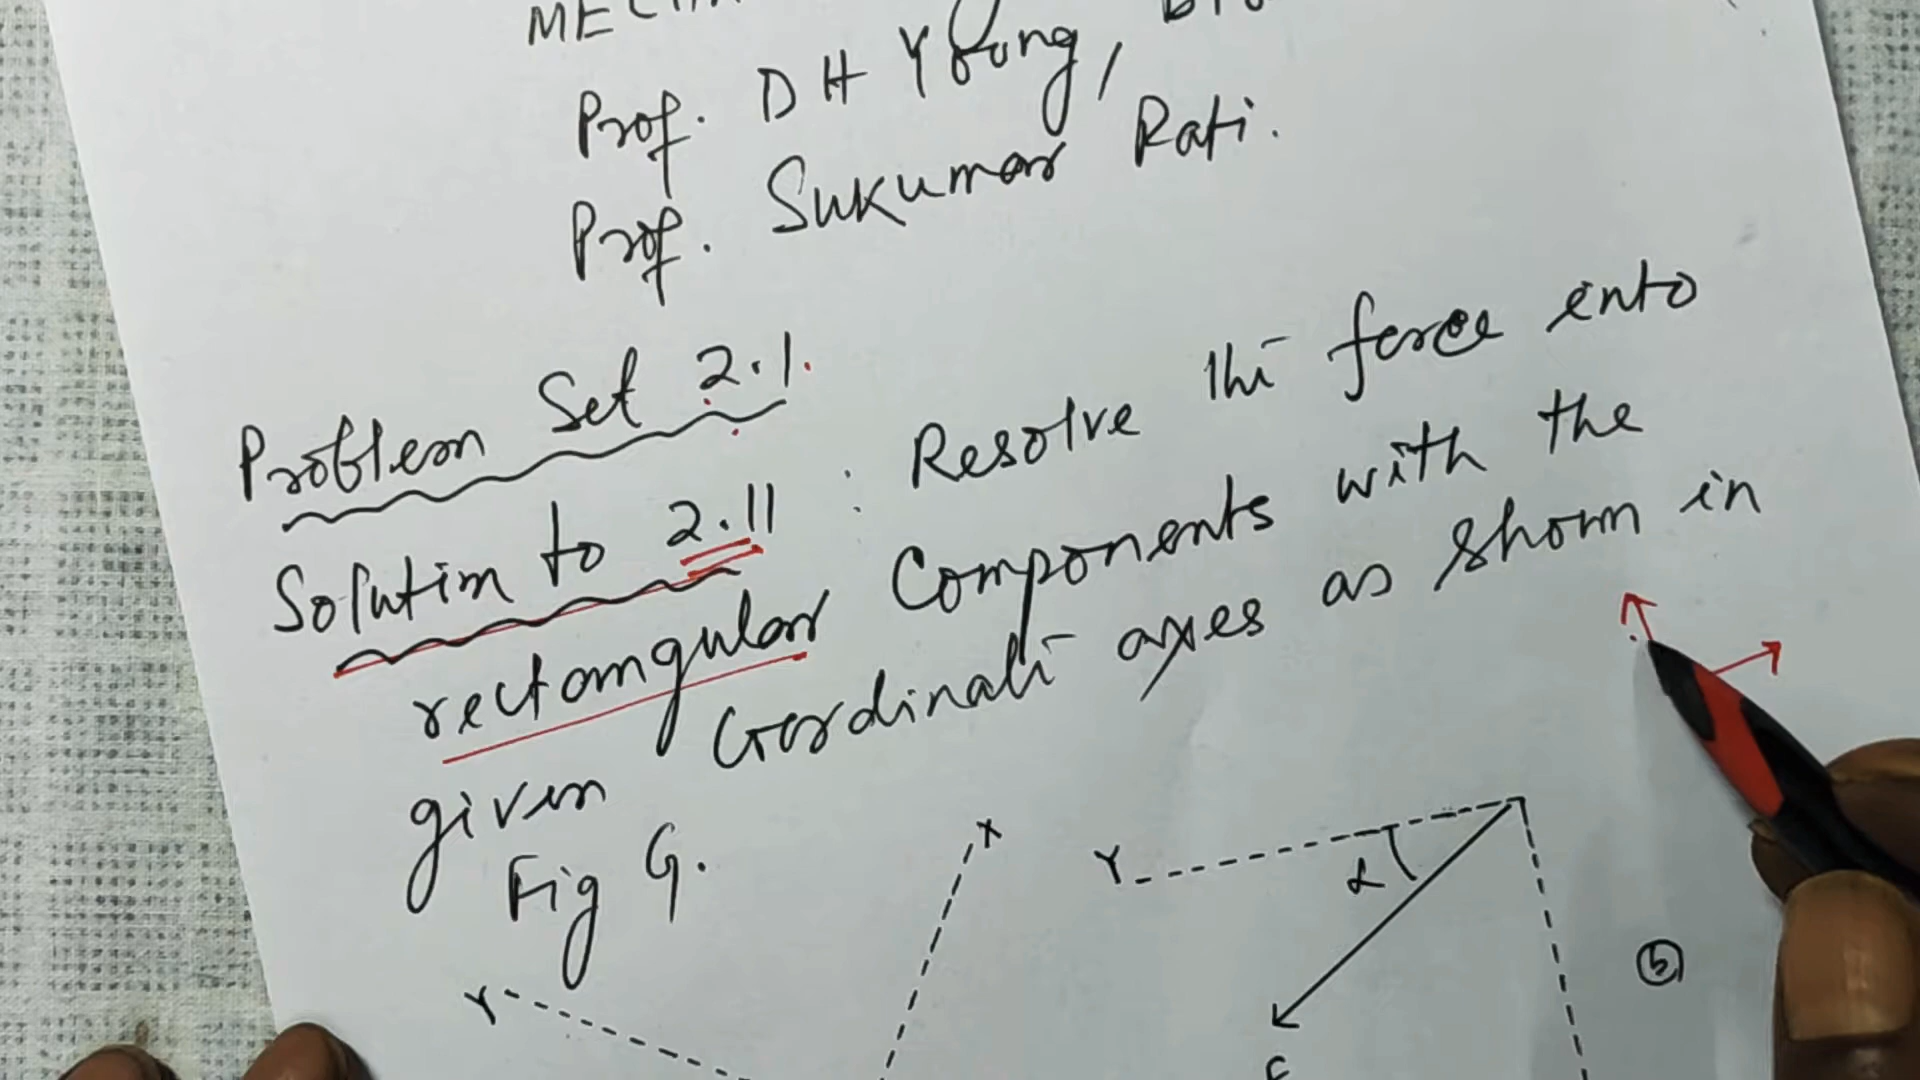 Prof. DH Young,
Prof. Sukumar Rati.
Problem Set 2.1.
Solution to 2.11 : Resolve the force into
rectangular Components with the
given Coordinate axes as shown in
Fig G.
X
Y
Y
α
F
b